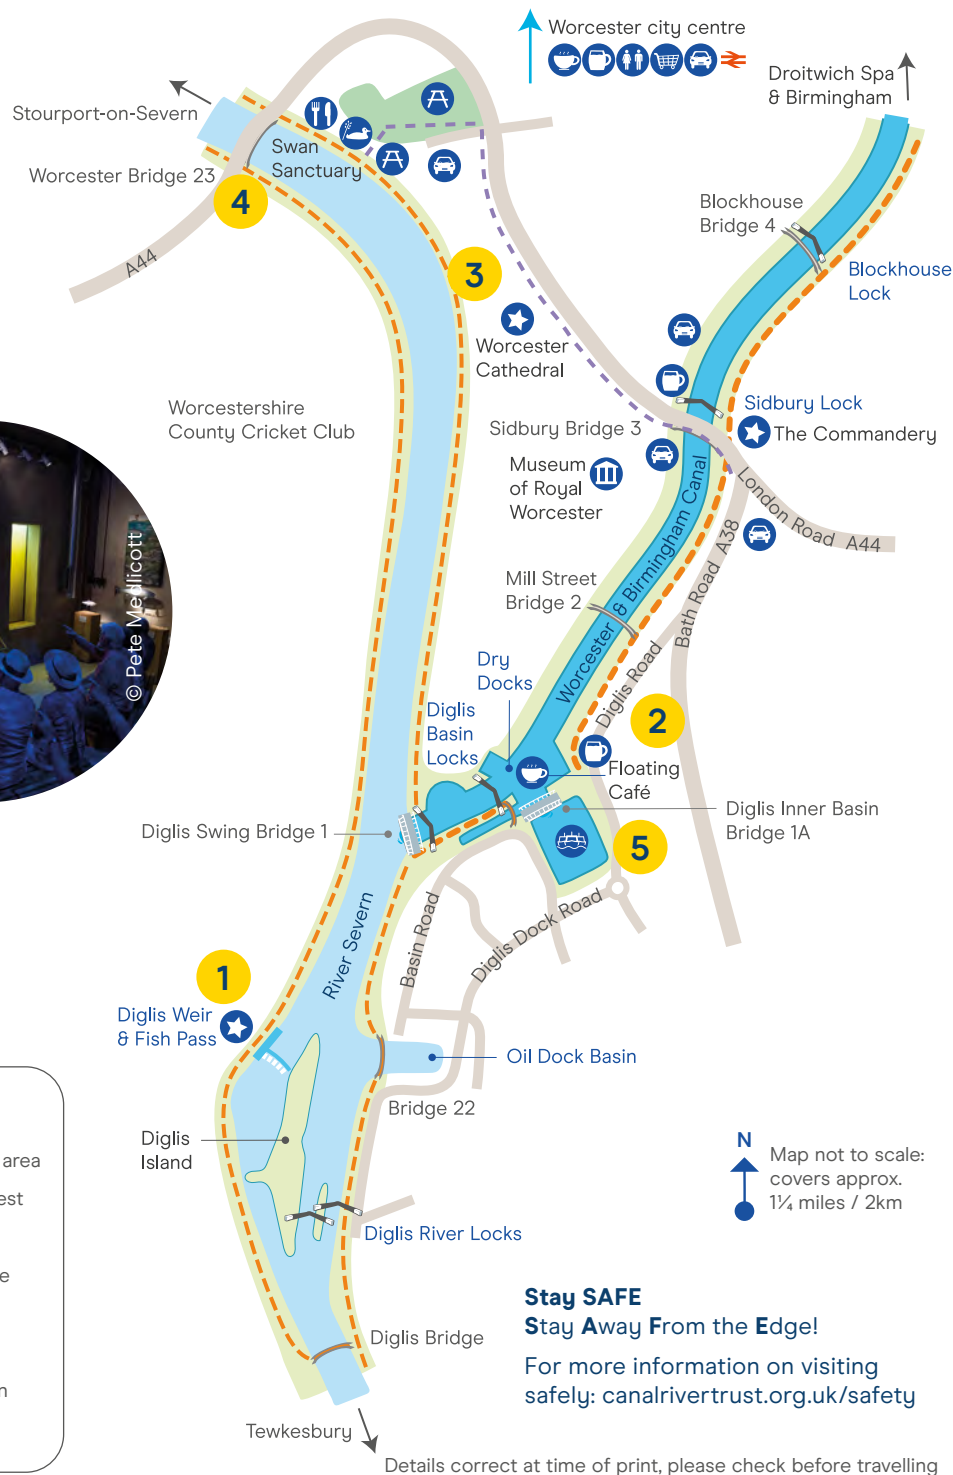 Worcester city centre
Droitwich Spa
& Birmingham
Stourport-on-Severn
Swan
Sanctuary
Worcester Bridge 23
4
A44
3
Blockhouse
Bridge 4
Blockhouse
Lock
Worcester
Cathedral
Worcestershire
County Cricket Club
Sidbury Lock
The Commandery
Sidbury Bridge 3
Museum
of Royal
Worcester
London Road A44
Bath Road A38
Worcester & Birmingham Canal
Mill Street
Bridge 2
Diglis Road
© Pete Medlicott
Dry
Docks
Diglis
Basin
Locks
2
Floating
Café
Diglis Inner Basin
Bridge 1A
Diglis Swing Bridge 1
5
River Severn
Basin Road
Diglis Dock Road
1
Diglis Weir
& Fish Pass
Oil Dock Basin
Bridge 22
Diglis
Island
area
est
e
n
N
Map not to scale:
covers approx.
1¼ miles / 2km
Diglis River Locks
Stay SAFE
Stay Away From the Edge!
For more information on visiting
safely: canalrivertrust.org.uk/safety
Diglis Bridge
Tewkesbury
Details correct at time of print, please check before travelling